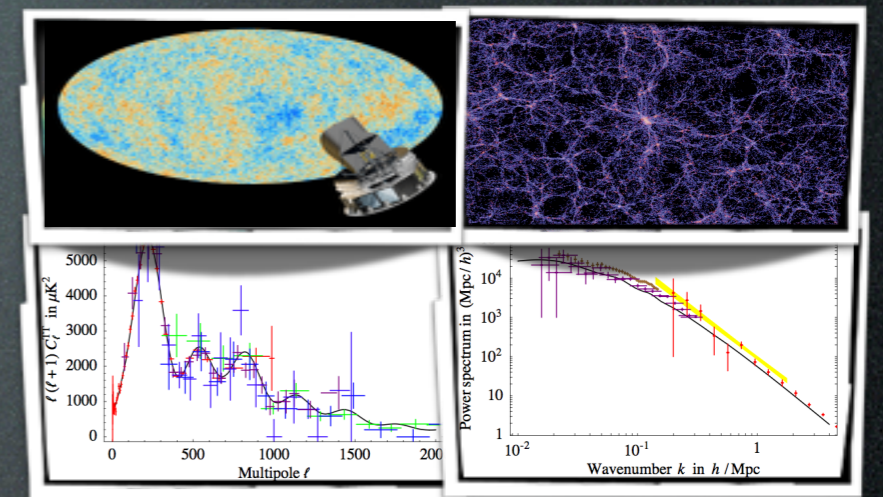 5000
4000
3000
2000
1000
0
ℓ (ℓ + 1) C_ℓ^TT in μK²
0 500 1000 1500 200
Multipole ℓ
10⁴
10³
10²
10
1
Power spectrum in (Mpc / h)³
10⁻² 10⁻¹ 1
Wavenumber k in h / Mpc